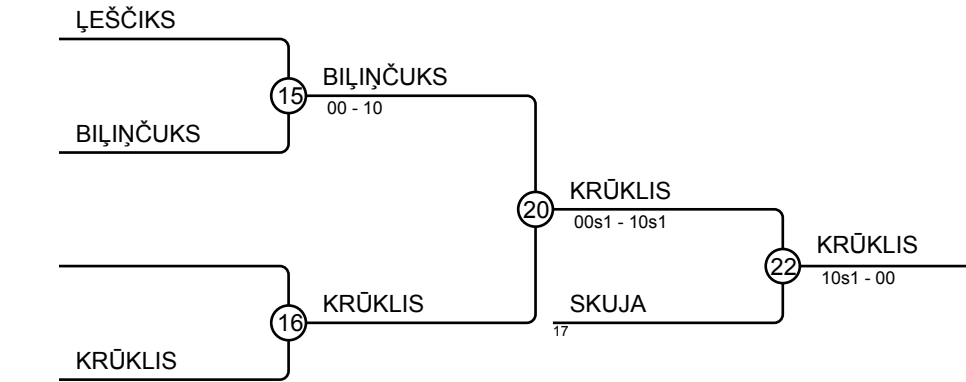 ĻEŠČIKS
15
BIĻIŅČUKS
00 - 10
BIĻIŅČUKS
20
KRŪKLIS
00s1 - 10s1
22
KRŪKLIS
10s1 - 00
16
KRŪKLIS
SKUJA
17
KRŪKLIS